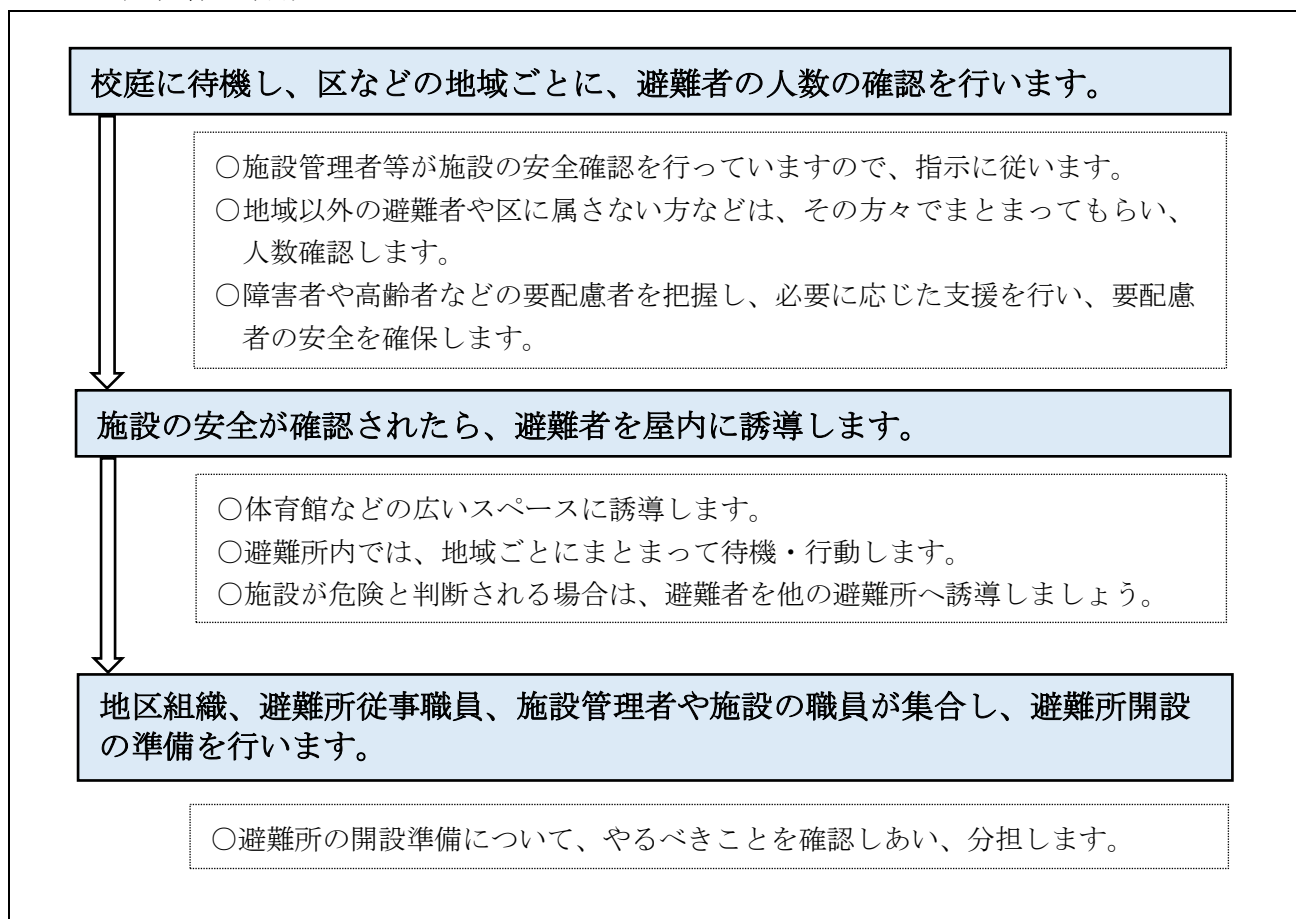 校庭に待機し、区などの地域ごとに、避難者の人数の確認を行います。
○施設管理者等が施設の安全確認を行っていますので、指示に従います。
○地域以外の避難者や区に属さない方などは、その方々でまとまってもらい、
人数確認します。
○障害者や高齢者などの要配慮者を把握し、必要に応じた支援を行い、要配慮
者の安全を確保します。
施設の安全が確認されたら、避難者を屋内に誘導します。
○体育館などの広いスペースに誘導します。
○避難所内では、地域ごとにまとまって待機・行動します。
○施設が危険と判断される場合は、避難者を他の避難所へ誘導しましょう。
地区組織、避難所従事職員、施設管理者や施設の職員が集合し、避難所開設
の準備を行います。
○避難所の開設準備について、やるべきことを確認しあい、分担します。